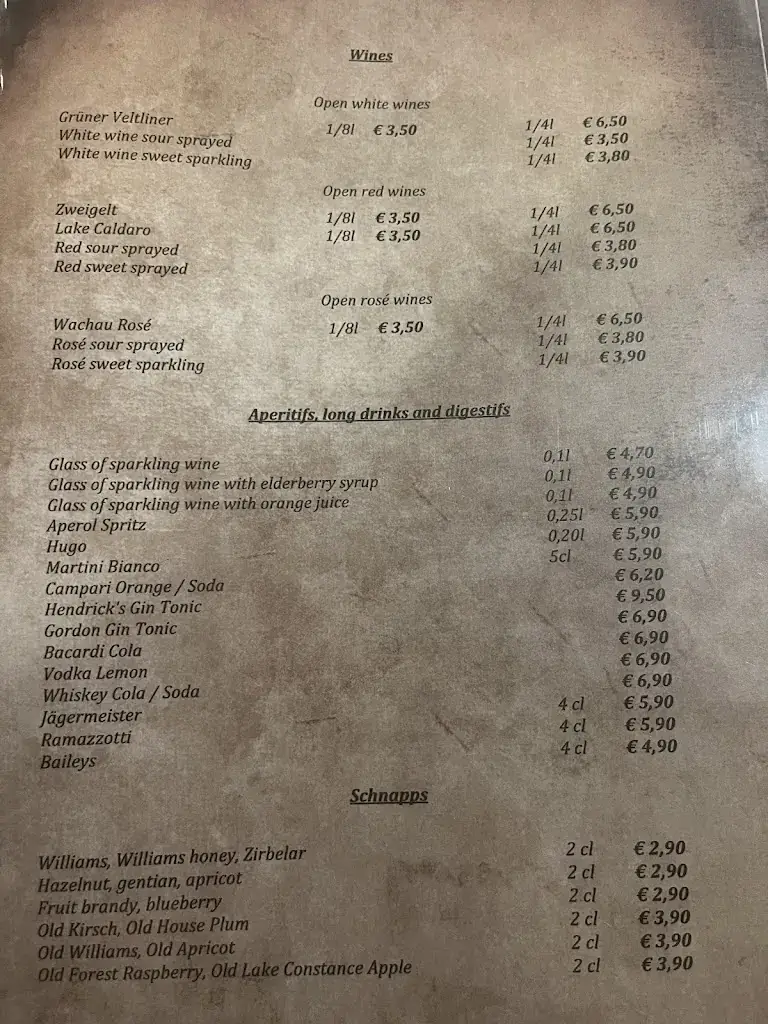 Wines
Open white wines
Grüner Veltliner 1/8l € 3,50 1/4l € 6,50
White wine sour sprayed 1/4l € 3,50
White wine sweet sparkling 1/4l € 3,80
Open red wines
Zweigelt 1/8l € 3,50 1/4l € 6,50
Lake Caldaro 1/8l € 3,50 1/4l € 6,50
Red sour sprayed 1/4l € 3,80
Red sweet sprayed 1/4l € 3,90
Open rosé wines
Wachau Rosé 1/8l € 3,50 1/4l € 6,50
Rosé sour sprayed 1/4l € 3,80
Rosé sweet sparkling 1/4l € 3,90
Aperitifs, long drinks and digestifs
Glass of sparkling wine 0,1l € 4,70
Glass of sparkling wine with elderberry syrup 0,1l € 4,90
Glass of sparkling wine with orange juice 0,1l € 4,90
Aperol Spritz 0,25l € 5,90
Hugo 0,20l € 5,90
Martini Bianco 5cl € 5,90
Campari Orange / Soda € 6,20
Hendrick's Gin Tonic € 9,50
Gordon Gin Tonic € 6,90
Bacardi Cola € 6,90
Vodka Lemon € 6,90
Whiskey Cola / Soda € 6,90
Jägermeister 4 cl € 5,90
Ramazzotti 4 cl € 5,90
Baileys 4 cl € 4,90
Schnapps
Williams, Williams honey, Zirbelar 2 cl € 2,90
Hazelnut, gentian, apricot 2 cl € 2,90
Fruit brandy, blueberry 2 cl € 2,90
Old Kirsch, Old House Plum 2 cl € 3,90
Old Williams, Old Apricot 2 cl € 3,90
Old Forest Raspberry, Old Lake Constance Apple 2 cl € 3,90